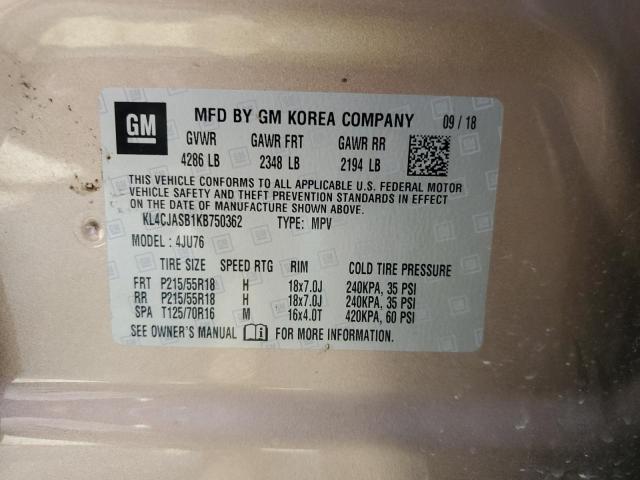 GM MFD BY GM KOREA COMPANY 09 / 18
GVWR GAWR FRT GAWR RR
4286 LB 2348 LB 2194 LB
THIS VEHICLE CONFORMS TO ALL APPLICABLE U.S. FEDERAL MOTOR
VEHICLE SAFETY AND THEFT PREVENTION STANDARDS IN EFFECT
ON THE DATE OF MANUFACTURE SHOWN ABOVE.
KL4CJASB1KB750362 TYPE: MPV
MODEL: 4JU76
TIRE SIZE SPEED RTG RIM COLD TIRE PRESSURE
FRT P215/55R18 H 18x7.0J 240KPA, 35 PSI
RR P215/55R18 H 18x7.0J 240KPA, 35 PSI
SPA T125/70R16 M 16x4.0T 420KPA, 60 PSI
SEE OWNER'S MANUAL FOR MORE INFORMATION.